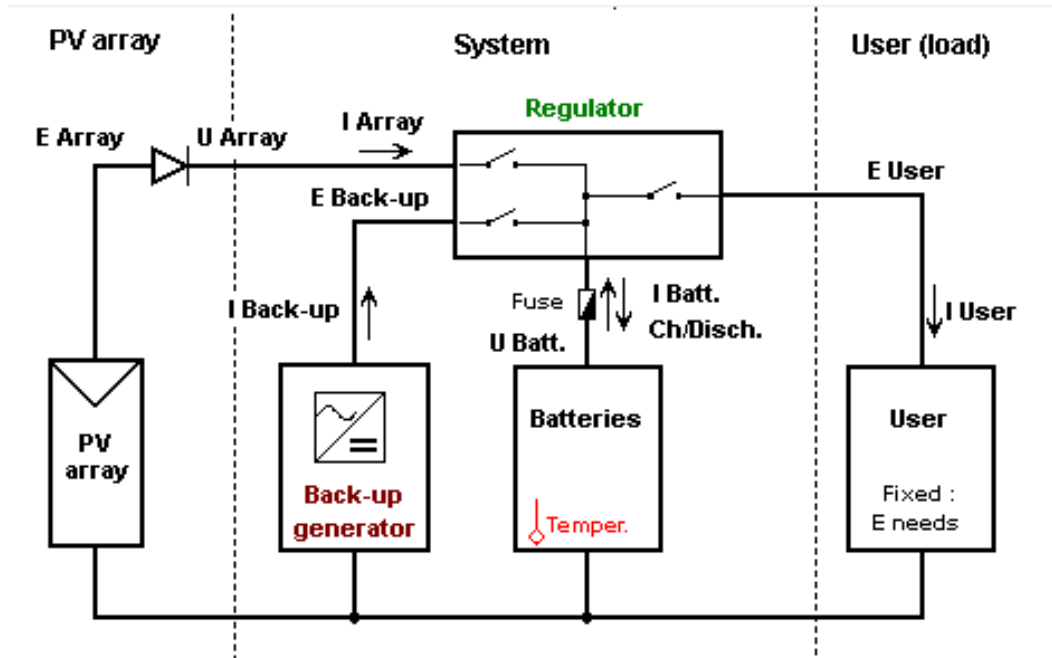 PV array
System
User (load)
Regulator
I Array
E Array
U Array
E User
E Back-up
I Back-up
Fuse
I Batt.
Ch/Disch.
U Batt.
I User
PV
array
Back-up
generator
Batteries
Temper.
User
Fixed :
E needs